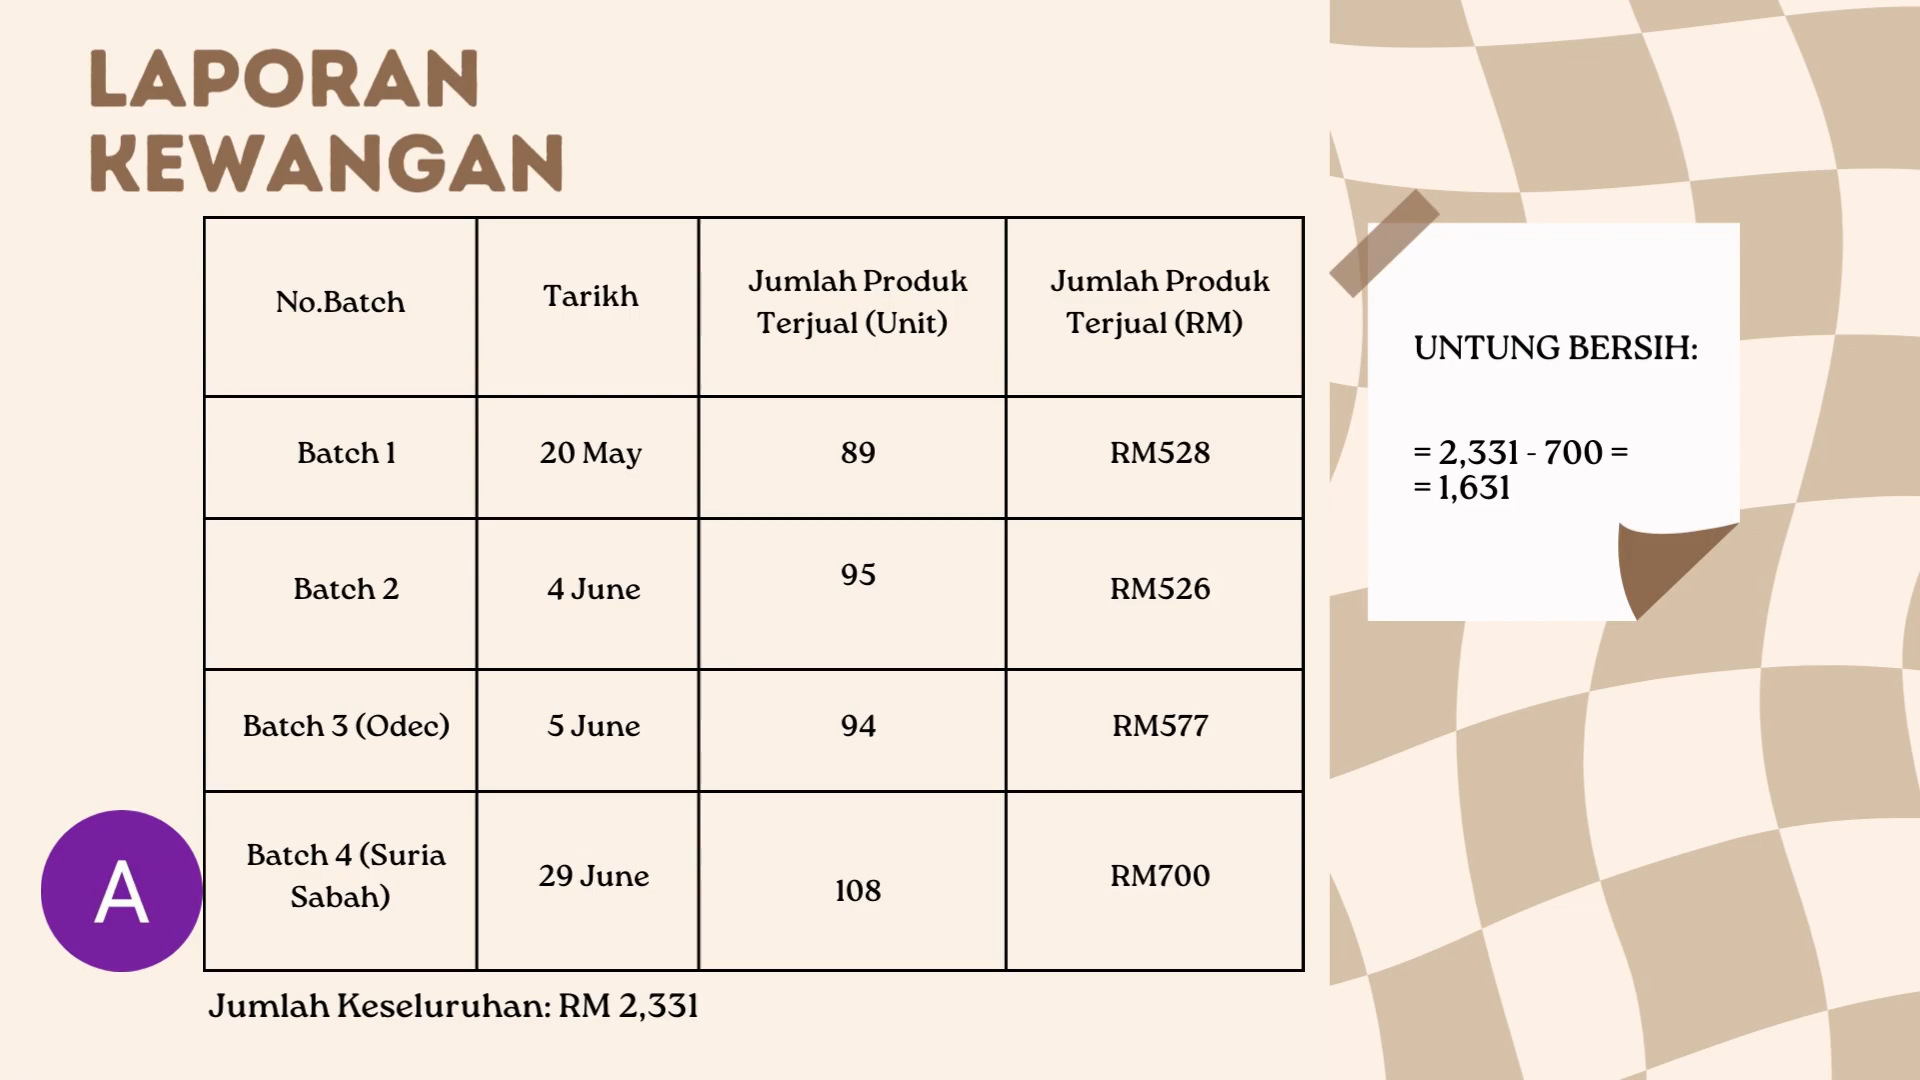 LAPORAN
KEWANGAN
No.Batch
Tarikh
Jumlah Produk
Terjual (Unit)
Jumlah Produk
Terjual (RM)
Batch 1
20 May
89
RM528
Batch 2
4 June
95
RM526
Batch 3 (Odec)
5 June
94
RM577
Batch 4 (Suria
Sabah)
29 June
108
RM700
Jumlah Keseluruhan: RM 2,331
UNTUNG BERSIH:
= 2,331 - 700 =
= 1,631
A